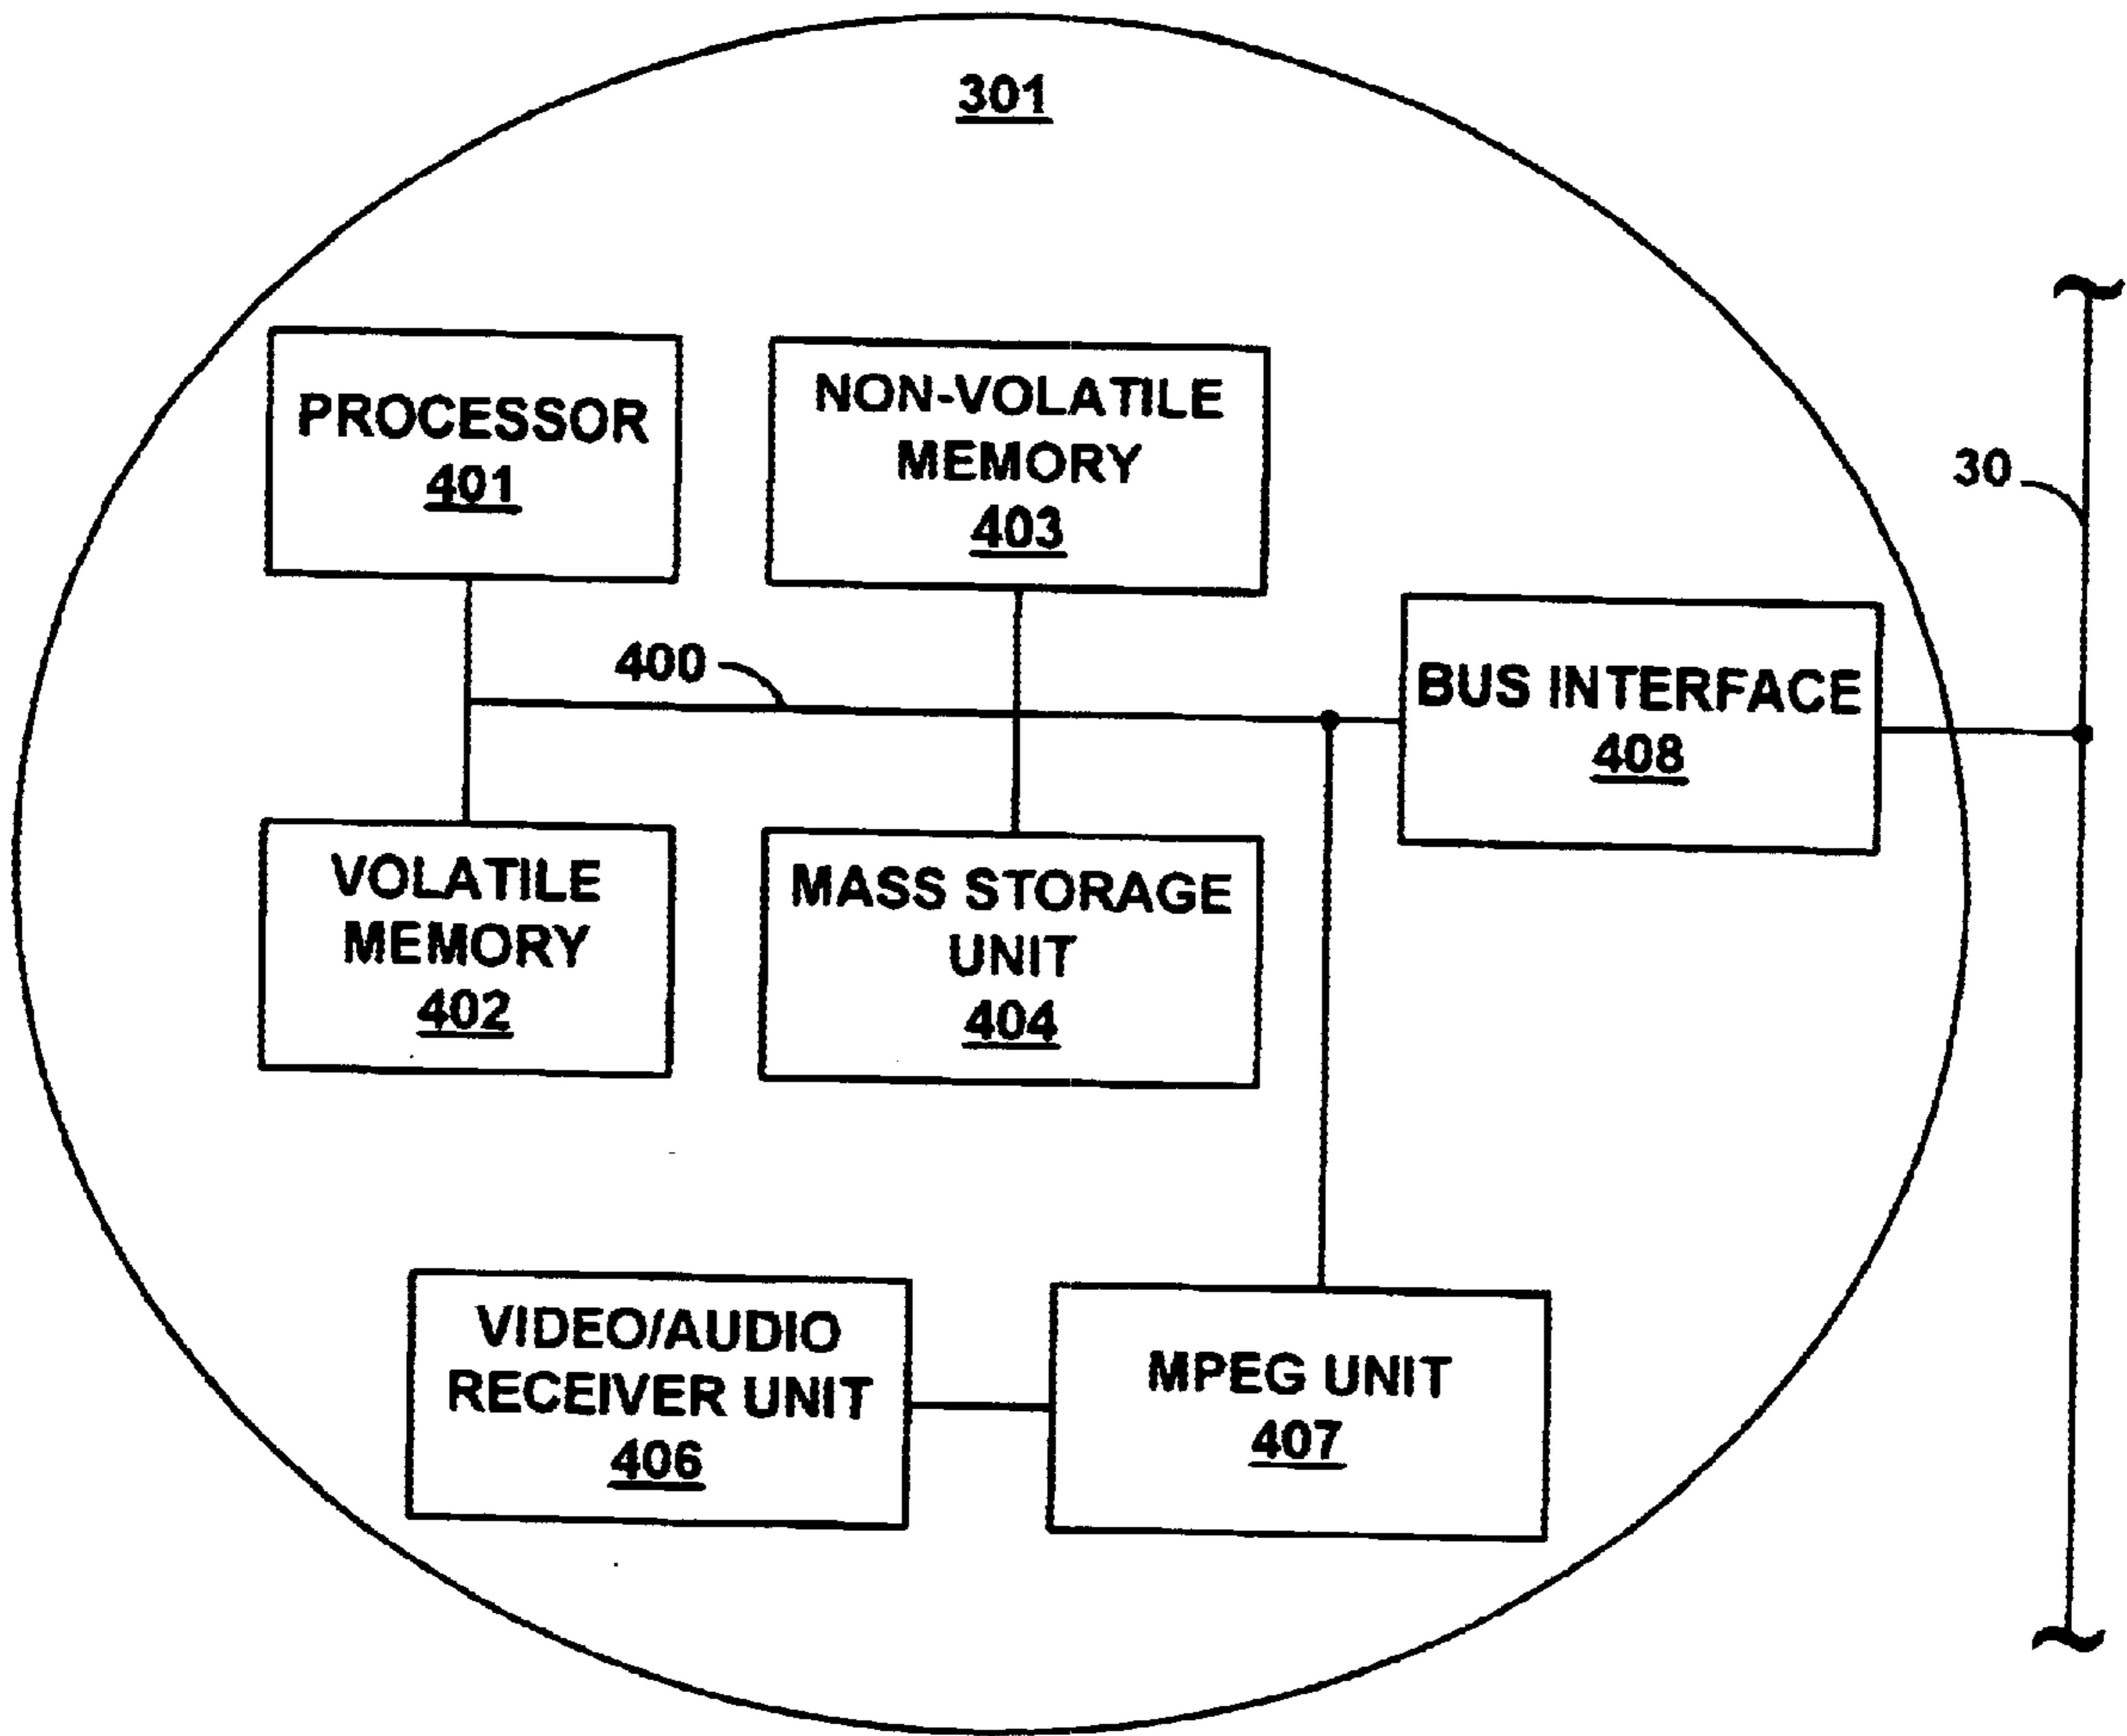 301
PROCESSOR
401
NON-VOLATILE
MEMORY
403
30
400
BUS INTERFACE
408
VOLATILE
MEMORY
402
MASS STORAGE
UNIT
404
VIDEO/AUDIO
RECEIVER UNIT
406
MPEG UNIT
407